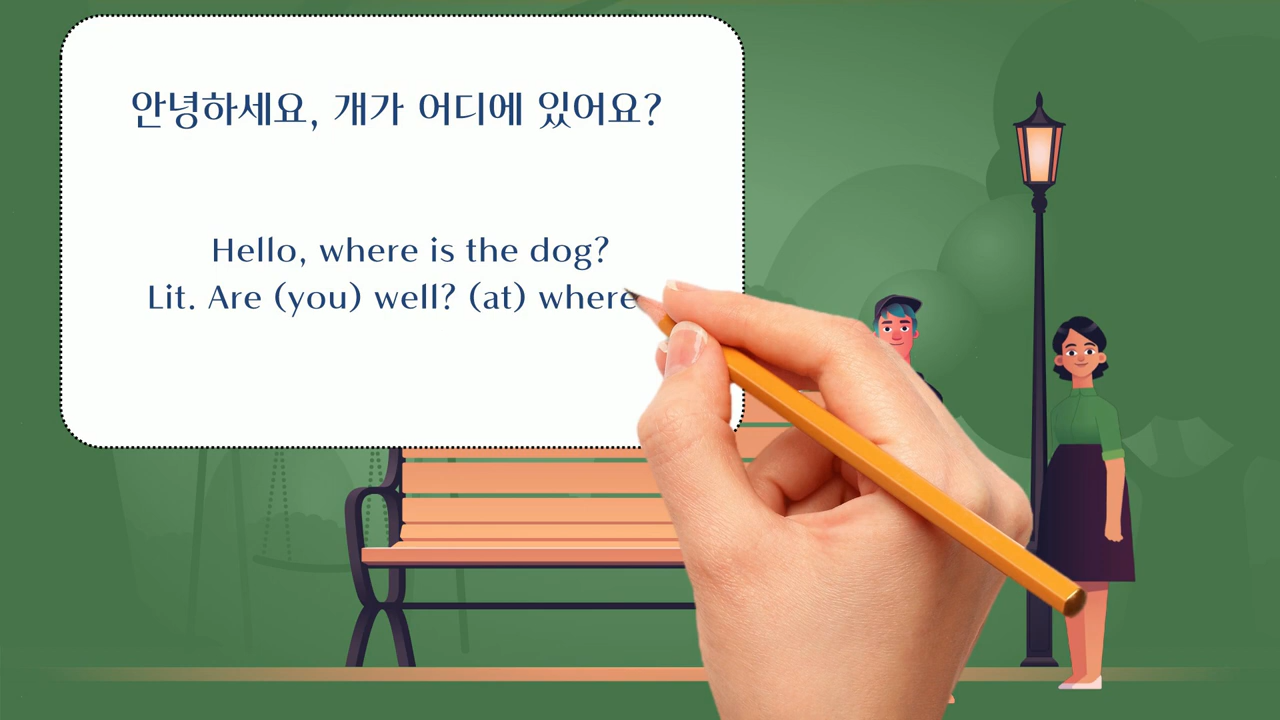 안녕하세요, 개가 어디에 있어요?
Hello, where is the dog?
Lit. Are (you) well? (at) where